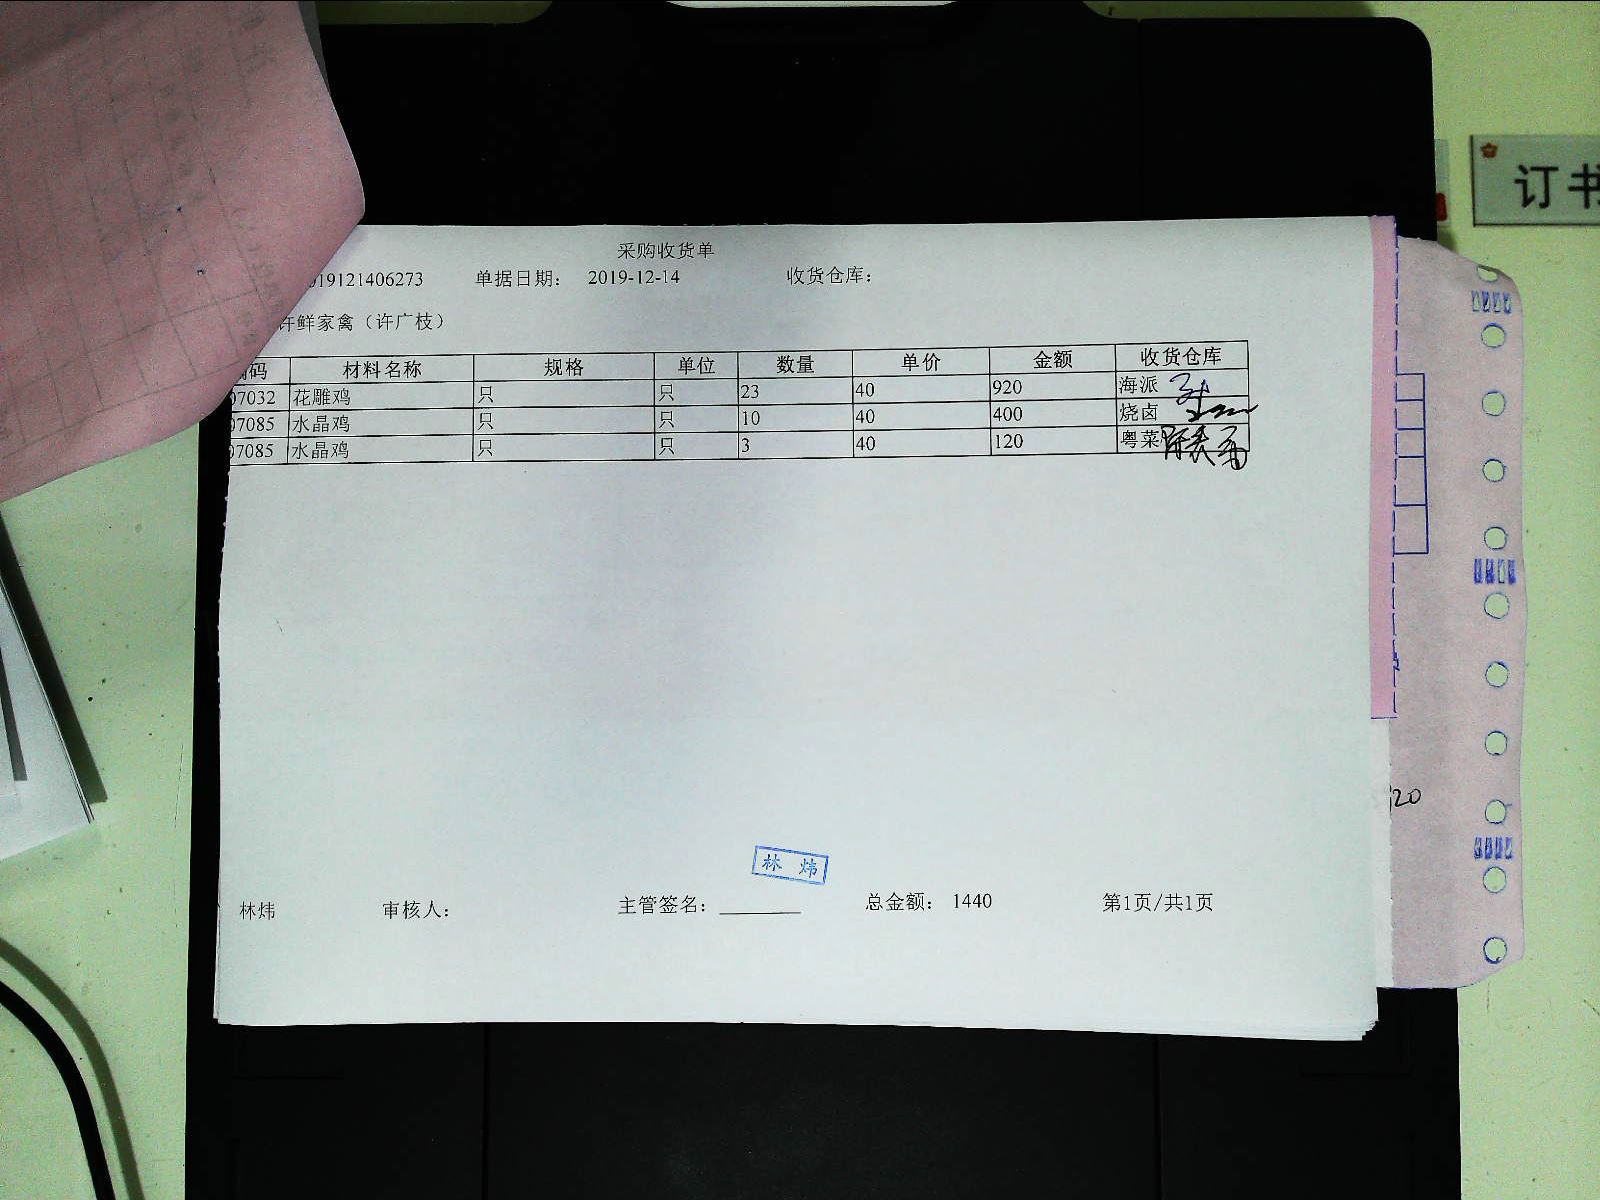 订书
采购收货单
019121406273 单据日期： 2019-12-14 收货仓库：
许鲜家禽（许广枝）
编码 材料名称 规格 单位 数量 单价 金额 收货仓库
07032 花雕鸡 只 只 23 40 920 海派
07085 水晶鸡 只 只 10 40 400 烧卤
07085 水晶鸡 只 只 3 40 120 粤菜
林 炜
林炜 审核人： 主管签名： 总金额： 1440 第1页/共1页
120